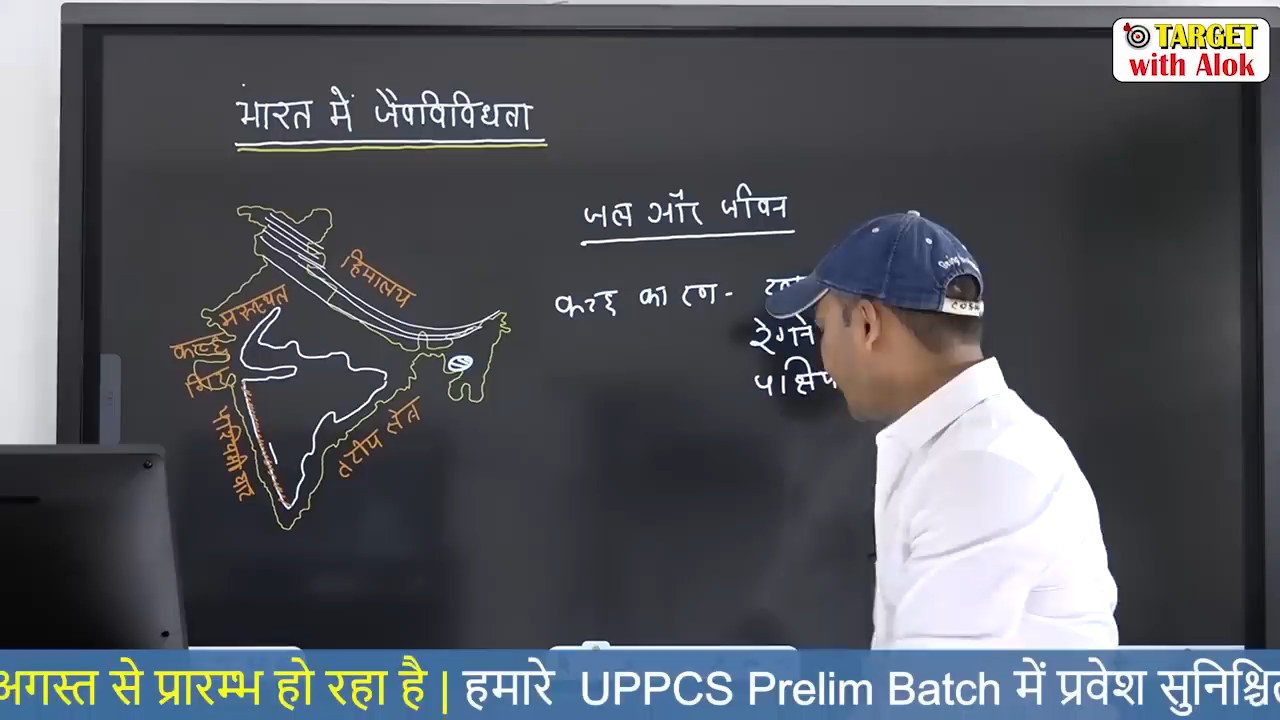 TARGET
with Alok
भारत में जैवविविधता
जल और जीवन
हिमालय
मरुस्थल
कच्छ
गिर
पश्चिमी घाट
तटीय क्षेत्र
कच्छ का रण -
रेंगने
अगस्त से प्रारम्भ हो रहा है | हमारे UPPCS Prelim Batch में प्रवेश